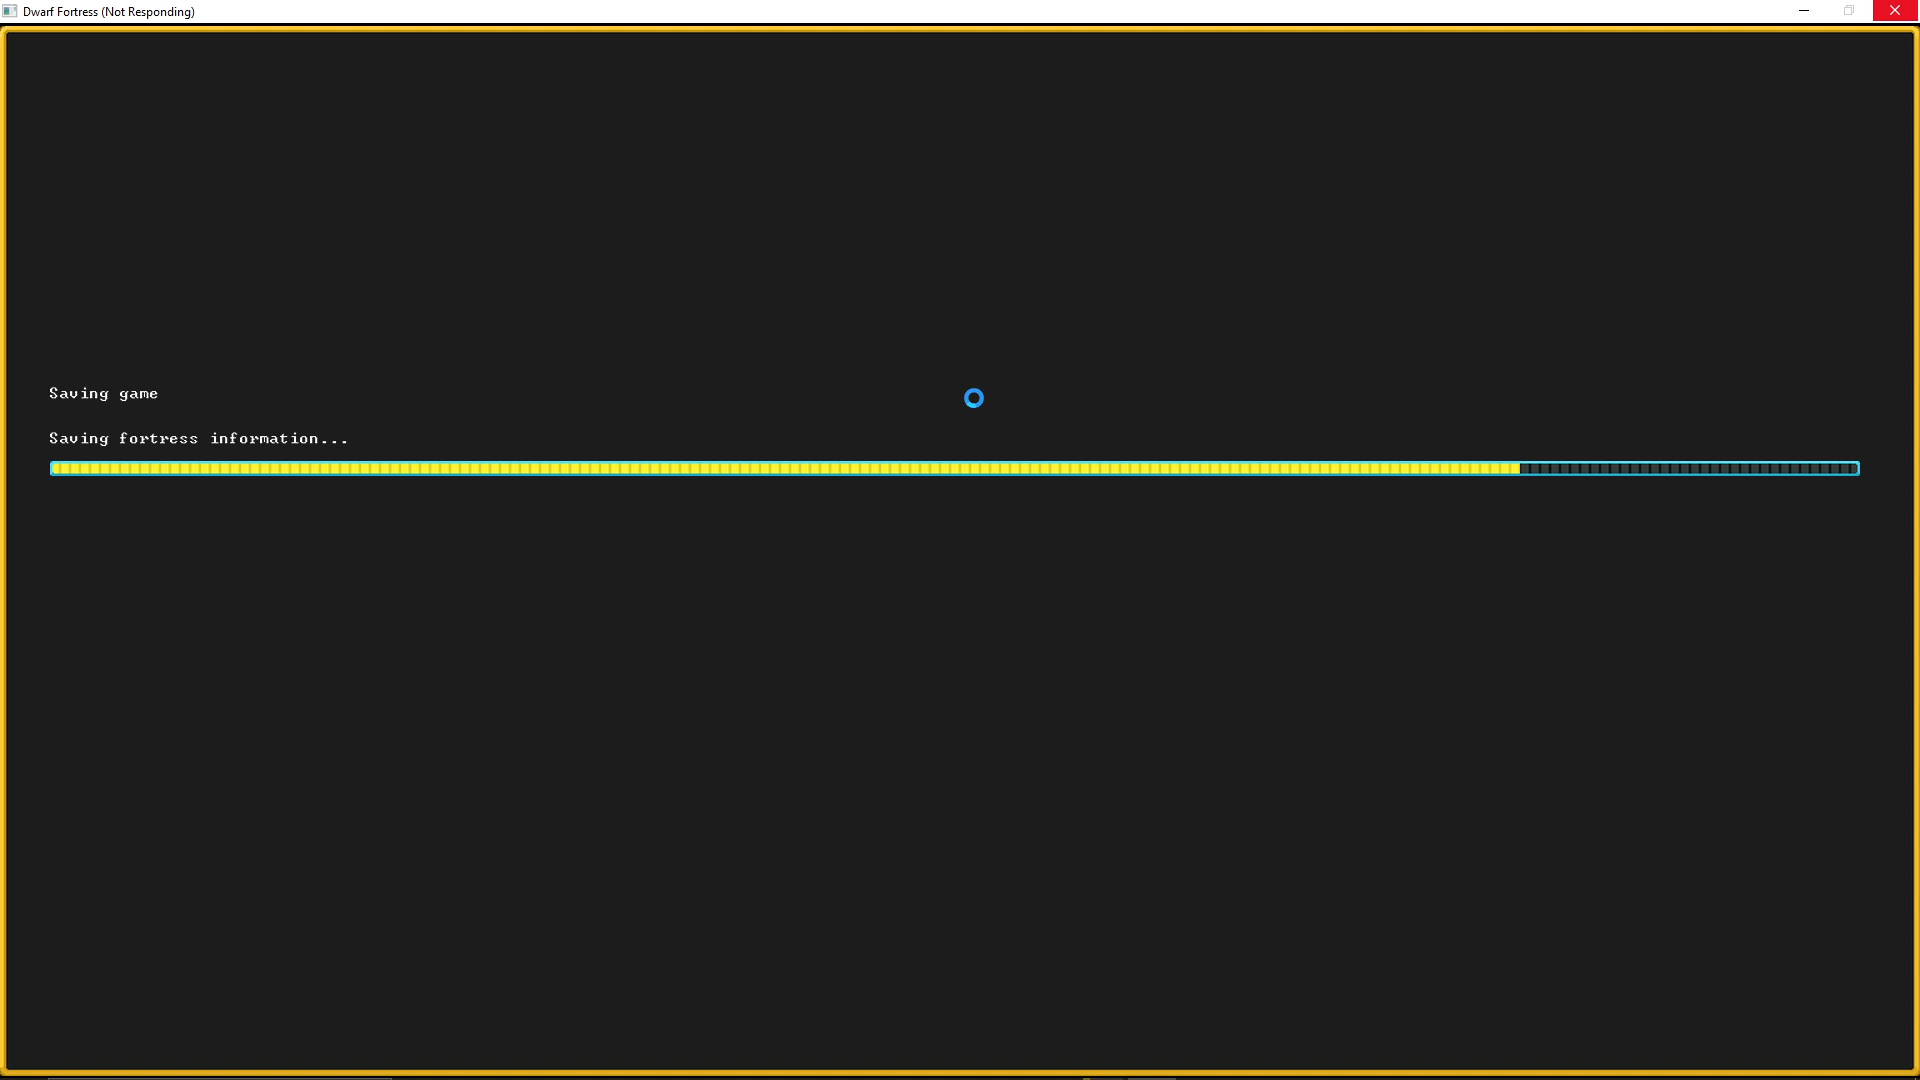 Dwarf Fortress (Not Responding)
Saving game
Saving fortress information...